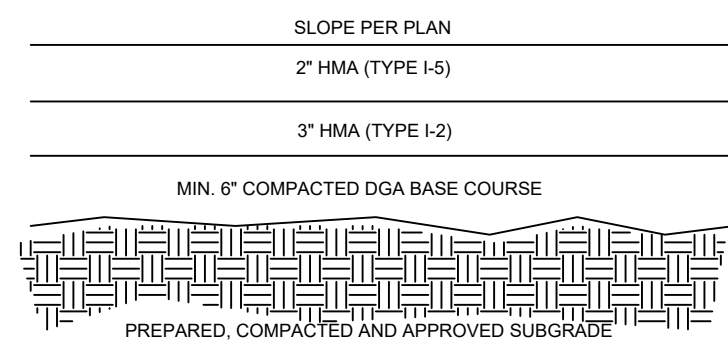 SLOPE PER PLAN
2" HMA (TYPE I-5)
3" HMA (TYPE I-2)
MIN. 6" COMPACTED DGA BASE COURSE
PREPARED, COMPACTED AND APPROVED SUBGRADE